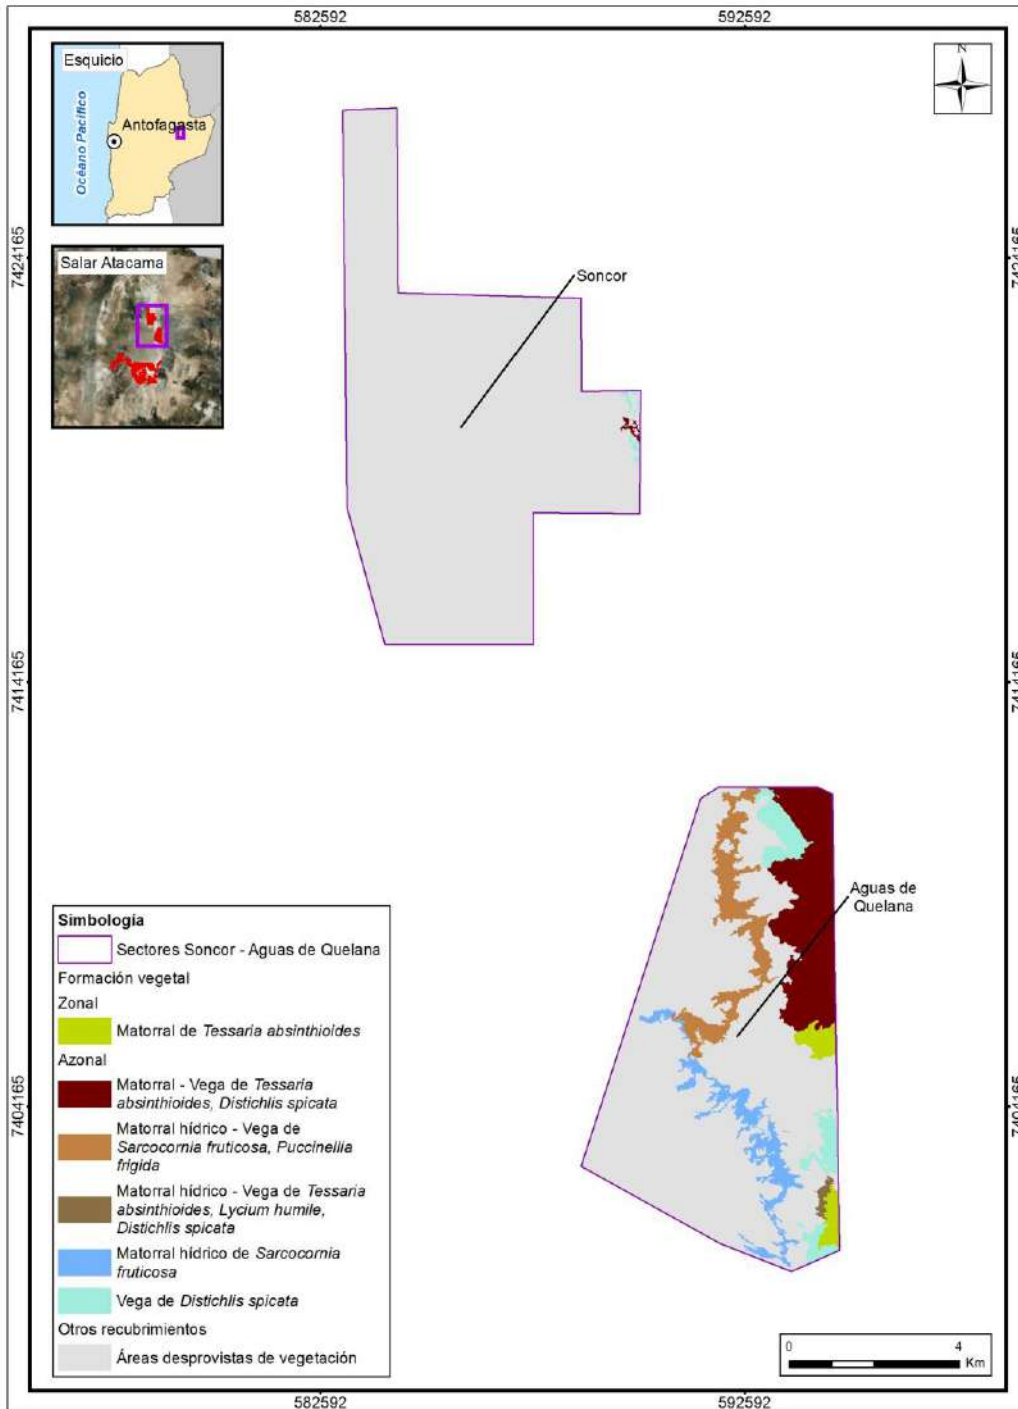 582592
592592
Esquicio
N
Océano Pacífico
Antofagasta
Salar Atacama
7424165
7424165
Soncor
7414165
7414165
Aguas de
Quelana
Simbología
Sectores Soncor - Aguas de Quelana
Formación vegetal
Zonal
Matorral de Tessaria absinthioides
Azonal
Matorral - Vega de Tessaria
absinthioides, Distichlis spicata
Matorral hídrico - Vega de
Sarcocornia fruticosa, Puccinellia
frigida
Matorral hídrico - Vega de Tessaria
absinthioides, Lycium humile,
Distichlis spicata
Matorral hídrico de Sarcocornia
fruticosa
Vega de Distichlis spicata
Otros recubrimientos
Áreas desprovistas de vegetación
7404165
7404165
0 4
Km
582592
592592